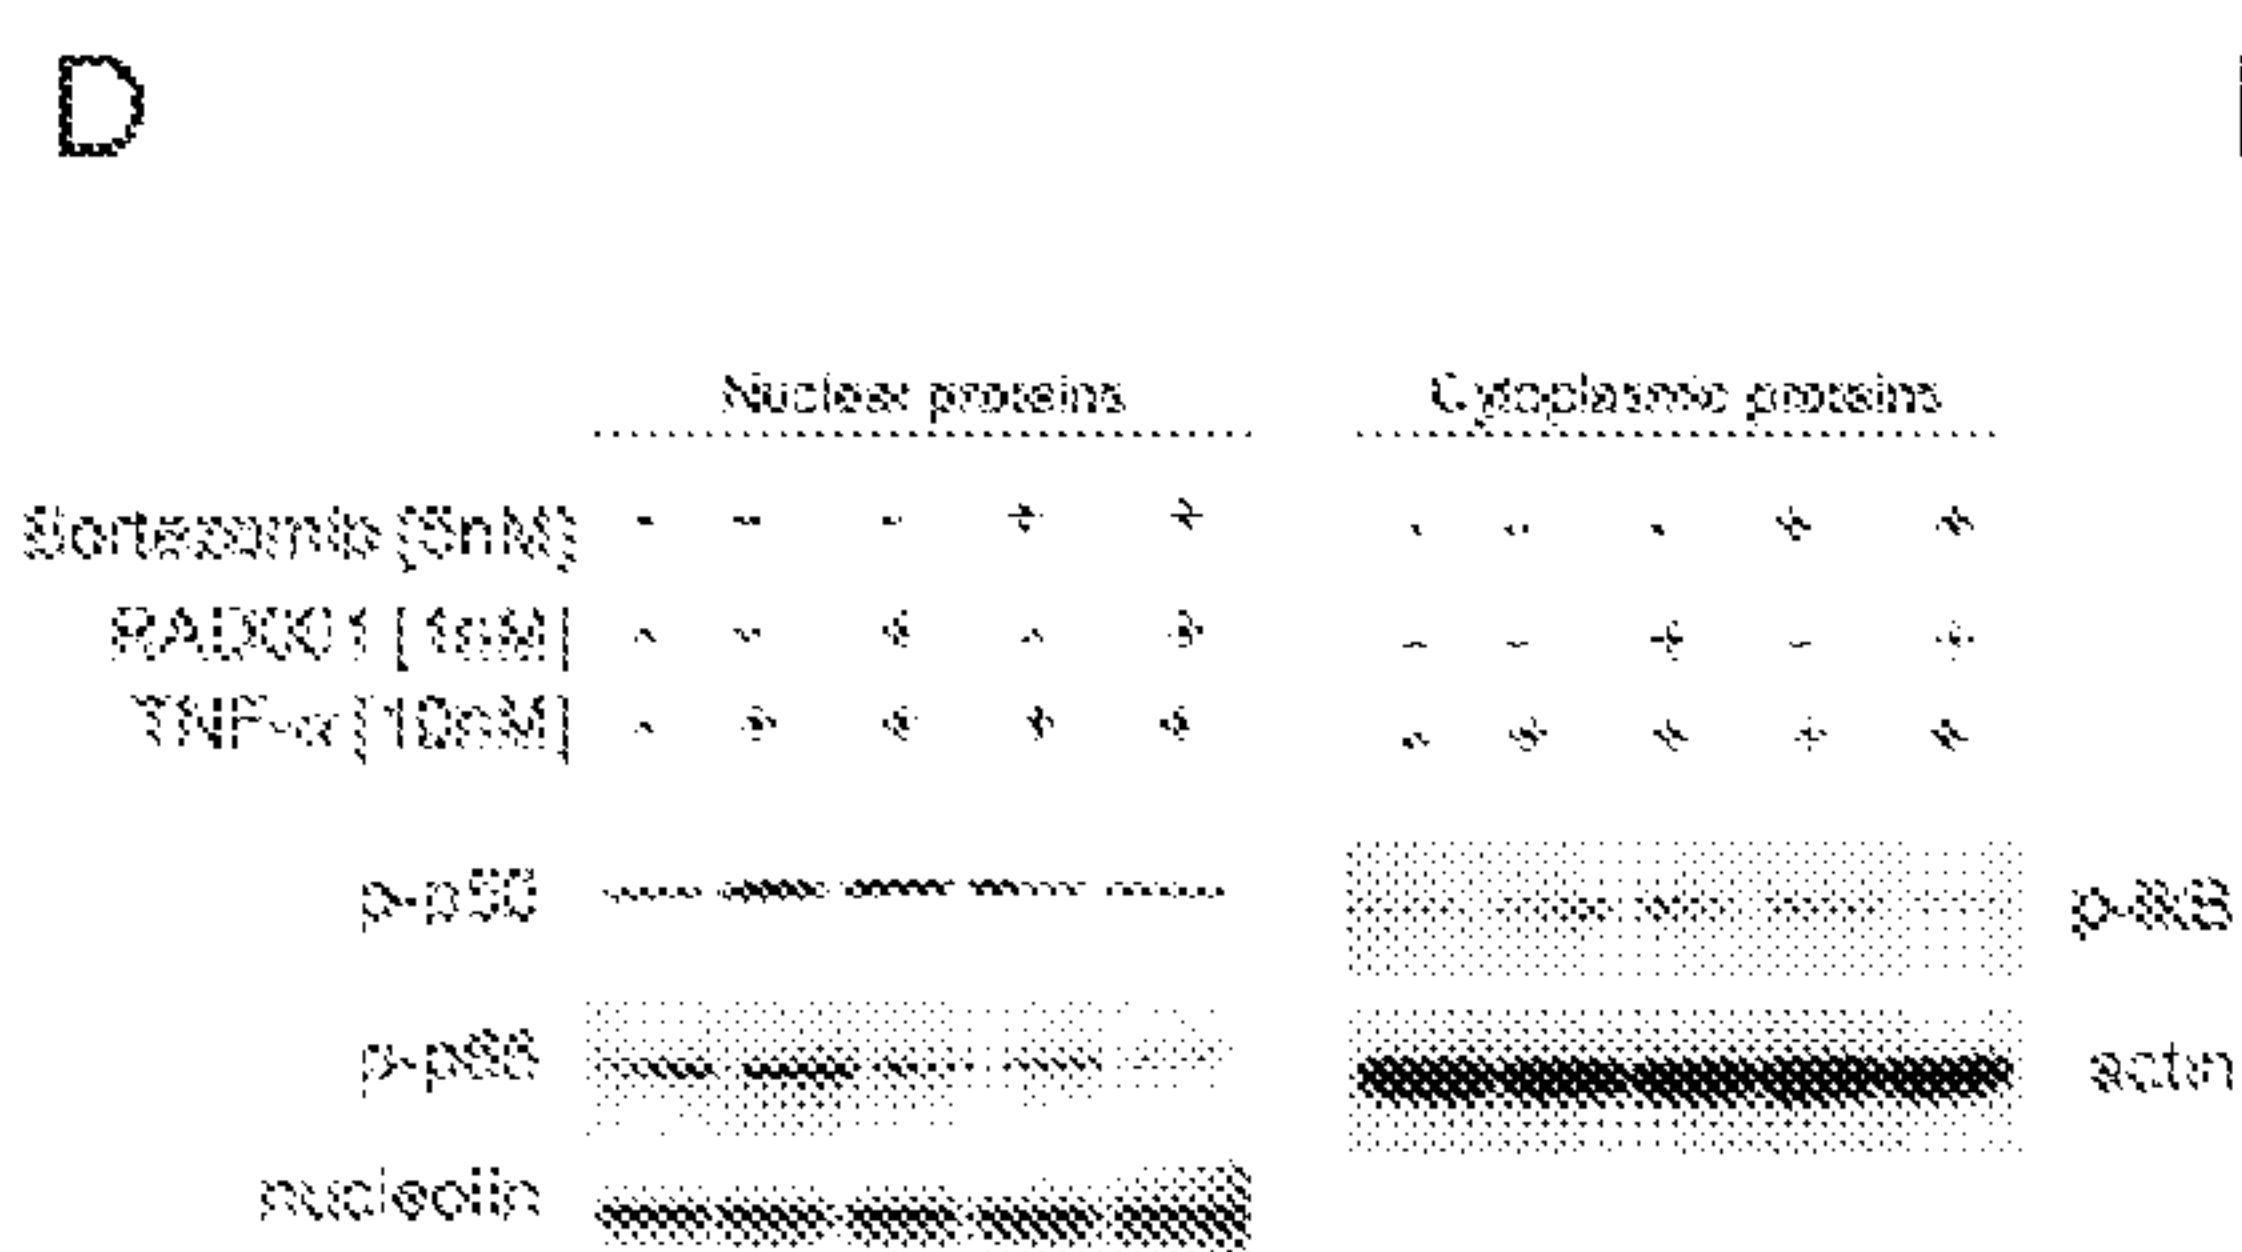 D
Nuclear proteins Cytoplasmic proteins
Bortezomib [5nM] - - - + + - - - + +
RAD001 [1nM] - - + - + - - + - +
TNF-α [10nM] - + + + + - + + + +
p-p50 p-IkB
p-p65 actin
nucleolin